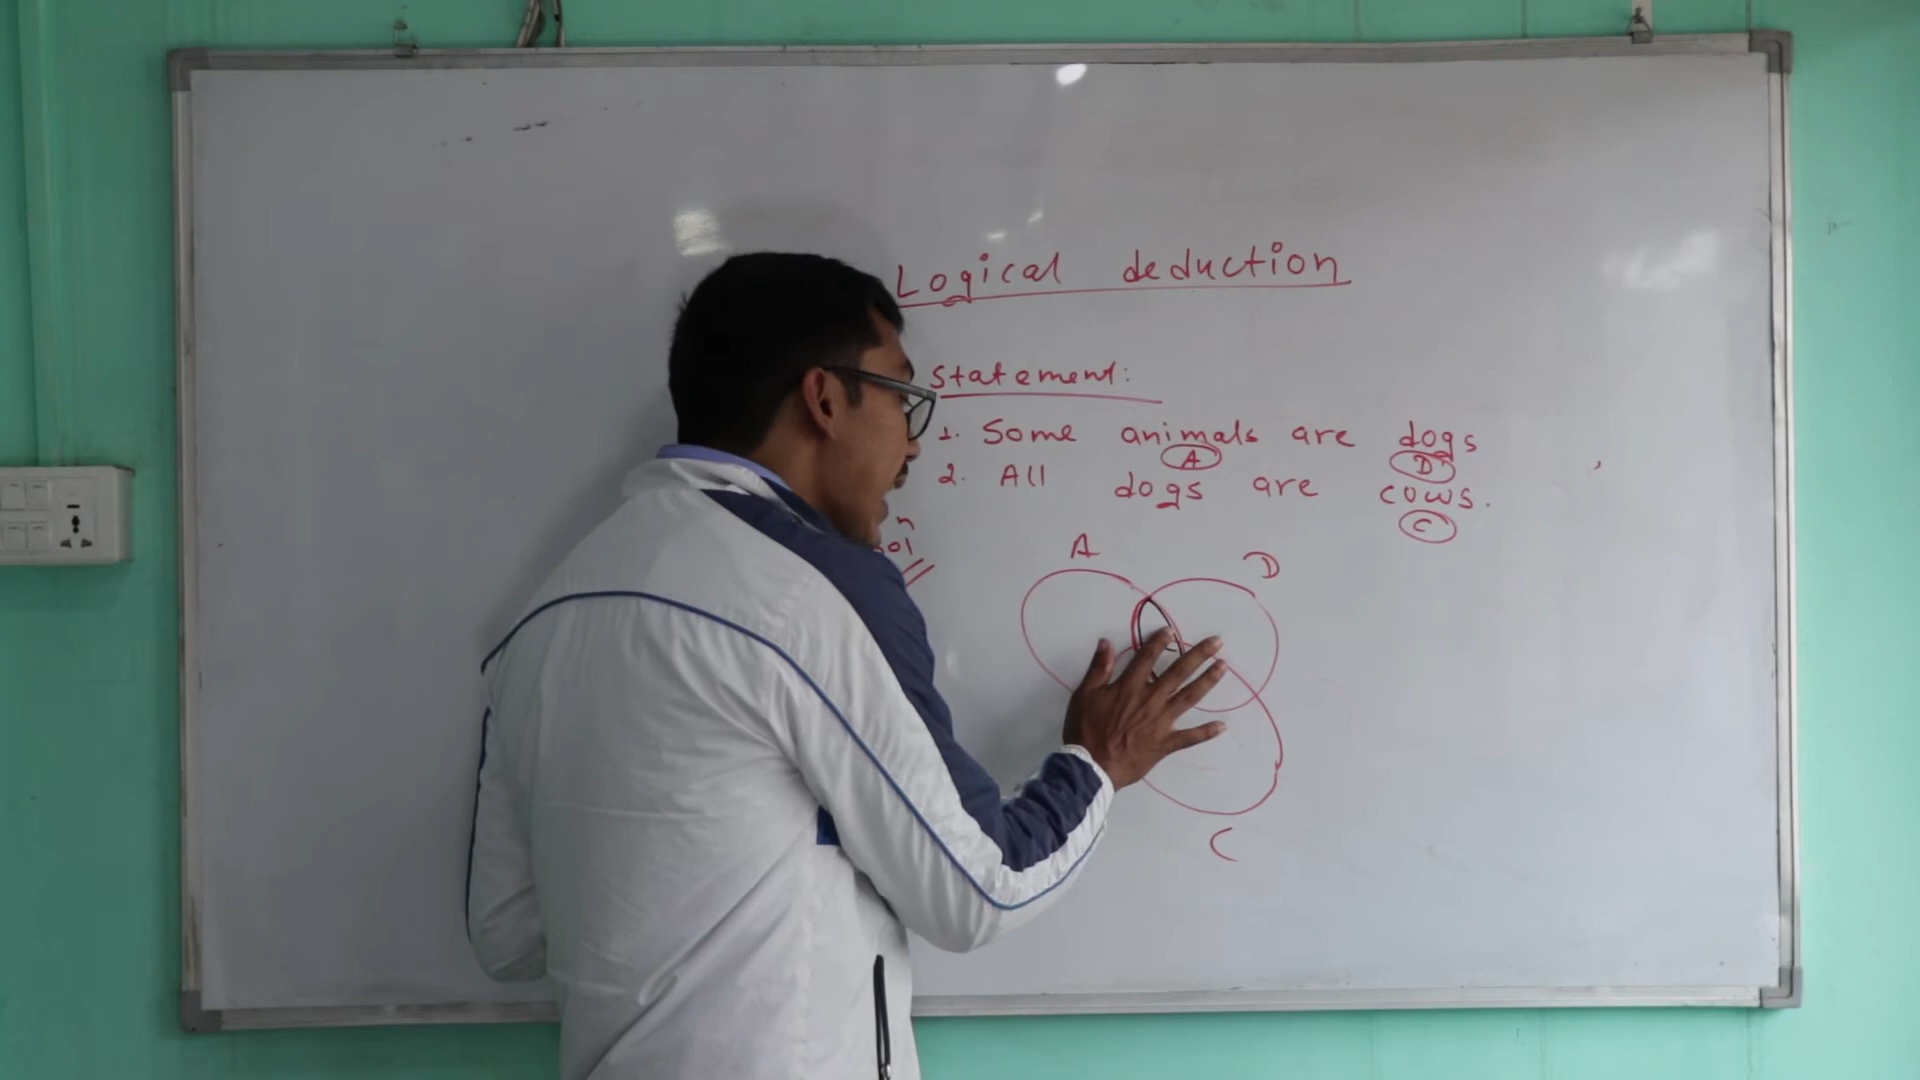 Logical deduction
statement:
1. Some animals are dogs
A D
2. All dogs are cows.
C
A D
C